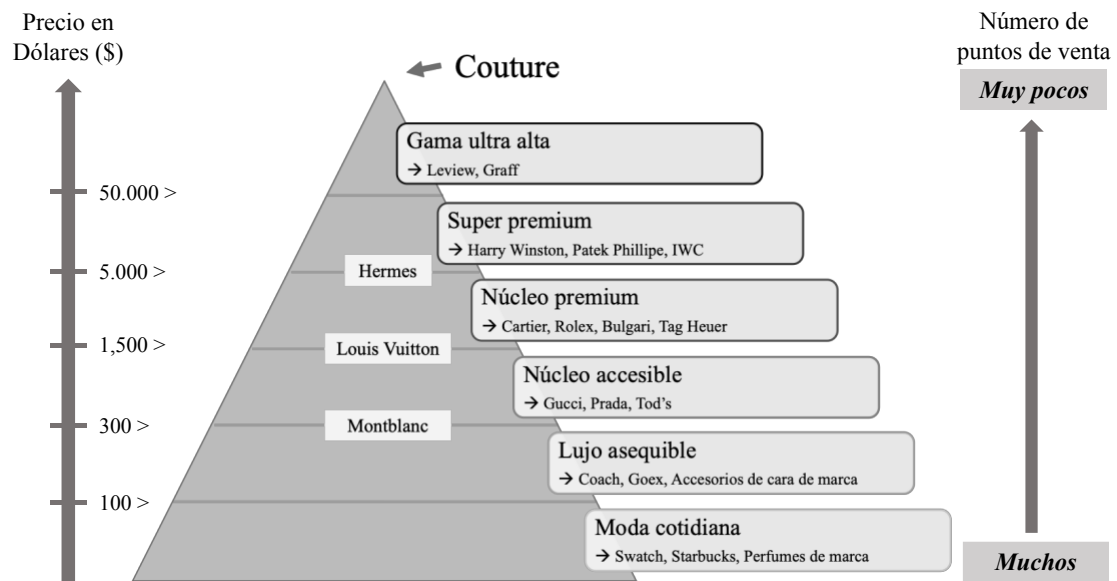 Precio en
Dólares ($)
Número de
puntos de venta
Couture
Muy pocos
Gama ultra alta
→ Leview, Graff
50.000 >
Super premium
→ Harry Winston, Patek Phillipe, IWC
5.000 >
Hermes
Núcleo premium
→ Cartier, Rolex, Bulgari, Tag Heuer
1,500 >
Louis Vuitton
Núcleo accesible
→ Gucci, Prada, Tod's
300 >
Montblanc
Lujo asequible
→ Coach, Goex, Accesorios de cara de marca
100 >
Moda cotidiana
→ Swatch, Starbucks, Perfumes de marca
Muchos